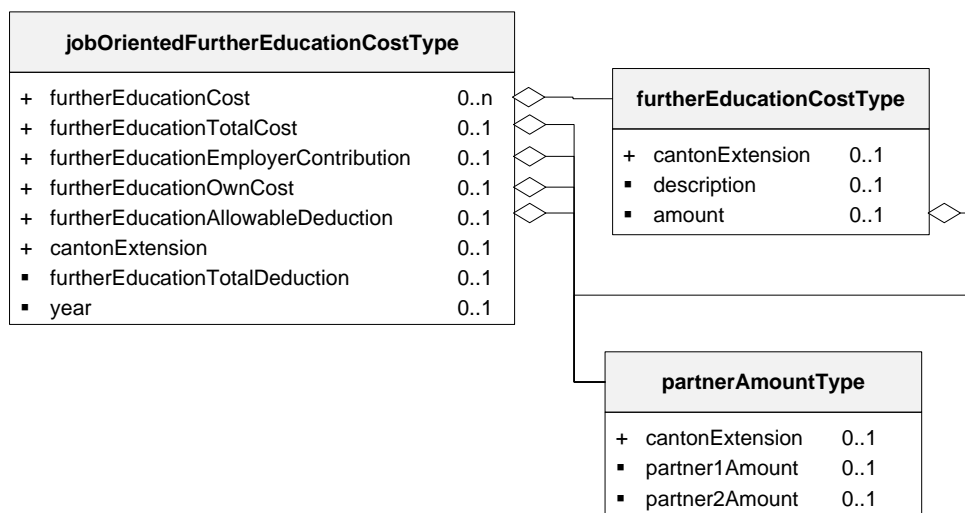 jobOrientedFurtherEducationCostType
+ furtherEducationCost 0..n
+ furtherEducationTotalCost 0..1
+ furtherEducationEmployerContribution 0..1
+ furtherEducationOwnCost 0..1
+ furtherEducationAllowableDeduction 0..1
+ cantonExtension 0..1
▪ furtherEducationTotalDeduction 0..1
▪ year 0..1
furtherEducationCostType
+ cantonExtension 0..1
▪ description 0..1
▪ amount 0..1
partnerAmountType
+ cantonExtension 0..1
▪ partner1Amount 0..1
▪ partner2Amount 0..1